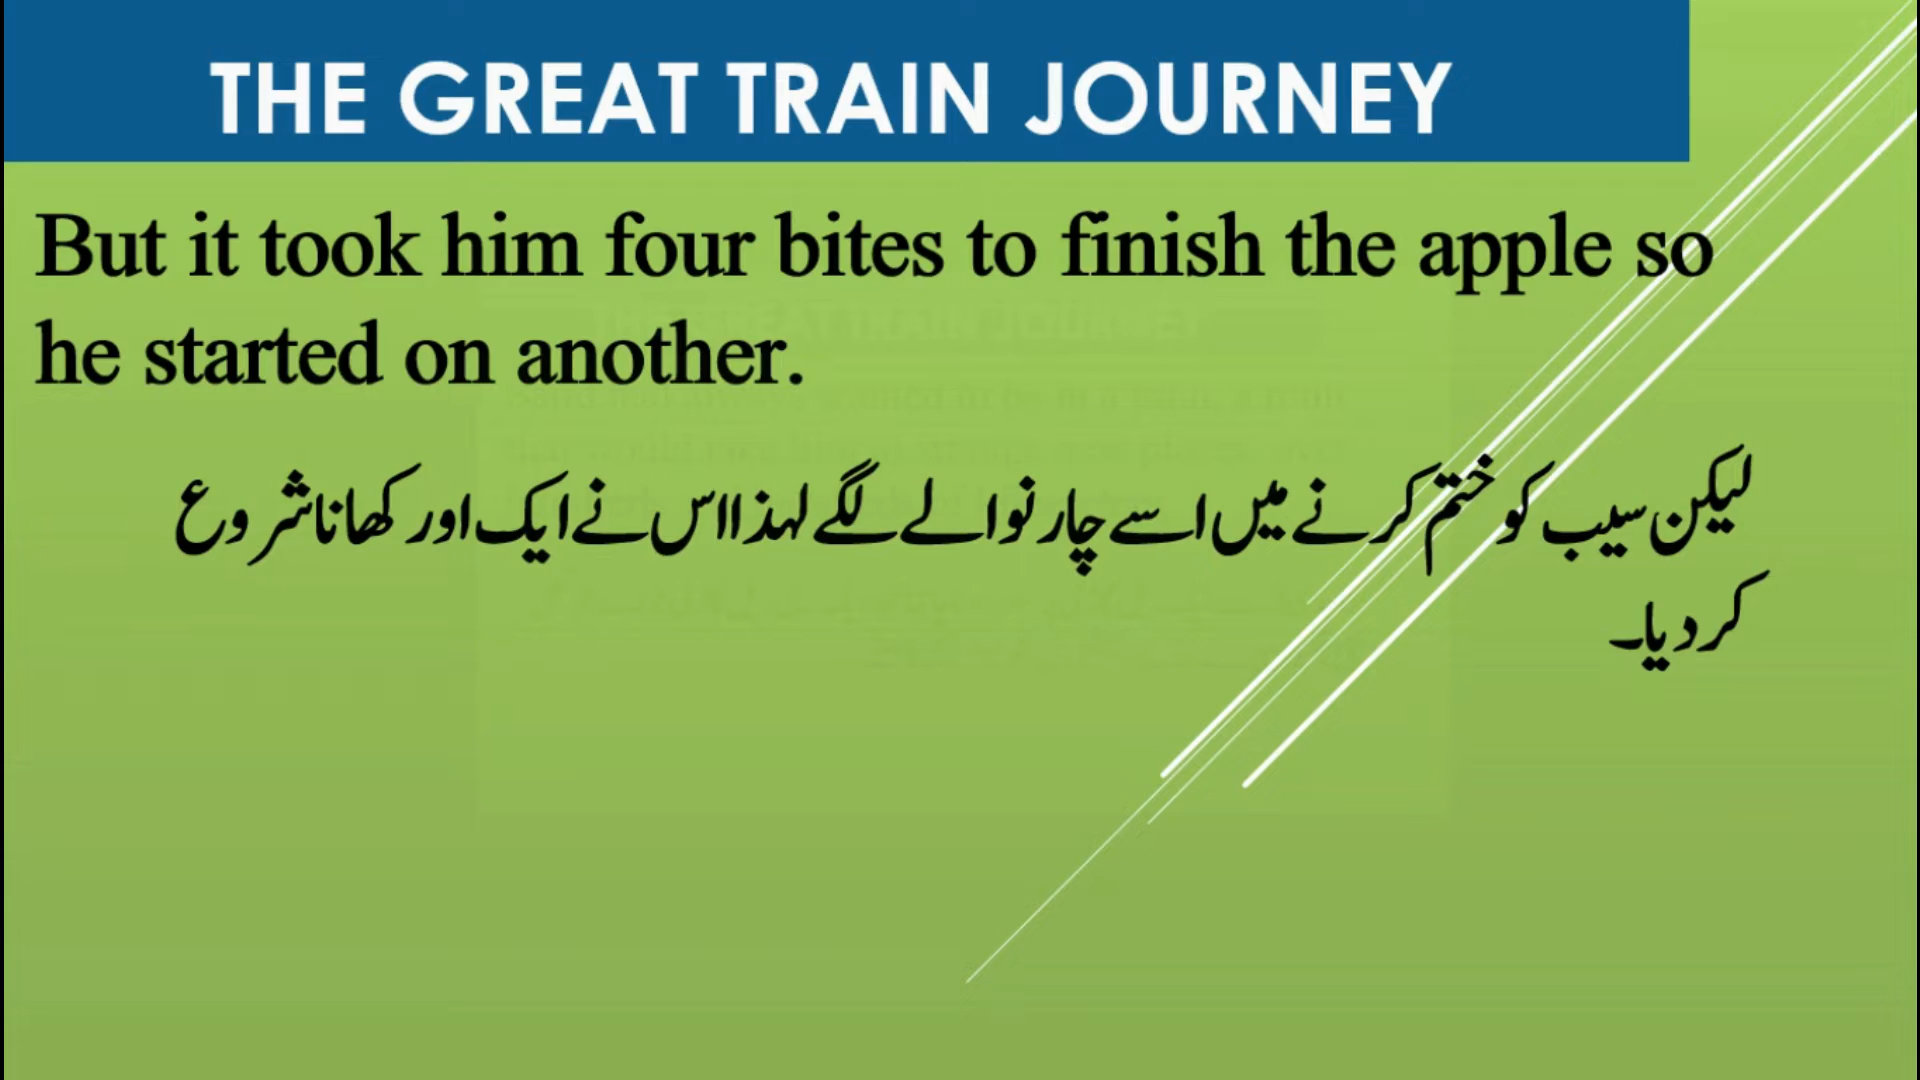 THE GREAT TRAIN JOURNEY
But it took him four bites to finish the apple so
he started on another.
لیکن سیب کو ختم کرنے میں اسے چار نوالے لگے لہذا اس نے ایک اور کھانا شروع
کر دیا۔